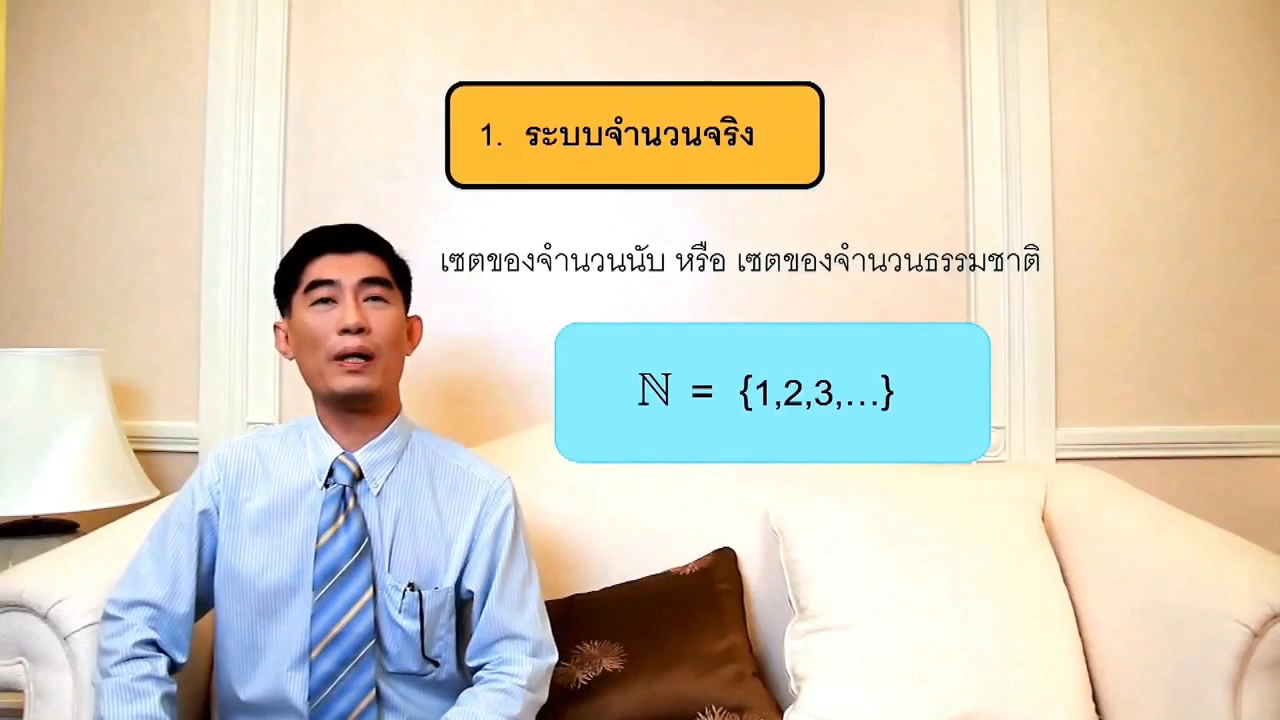 1. ระบบจำนวนจริง
เซตของจำนวนนับ หรือ เซตของจำนวนธรรมชาติ
ℕ = {1,2,3,...}